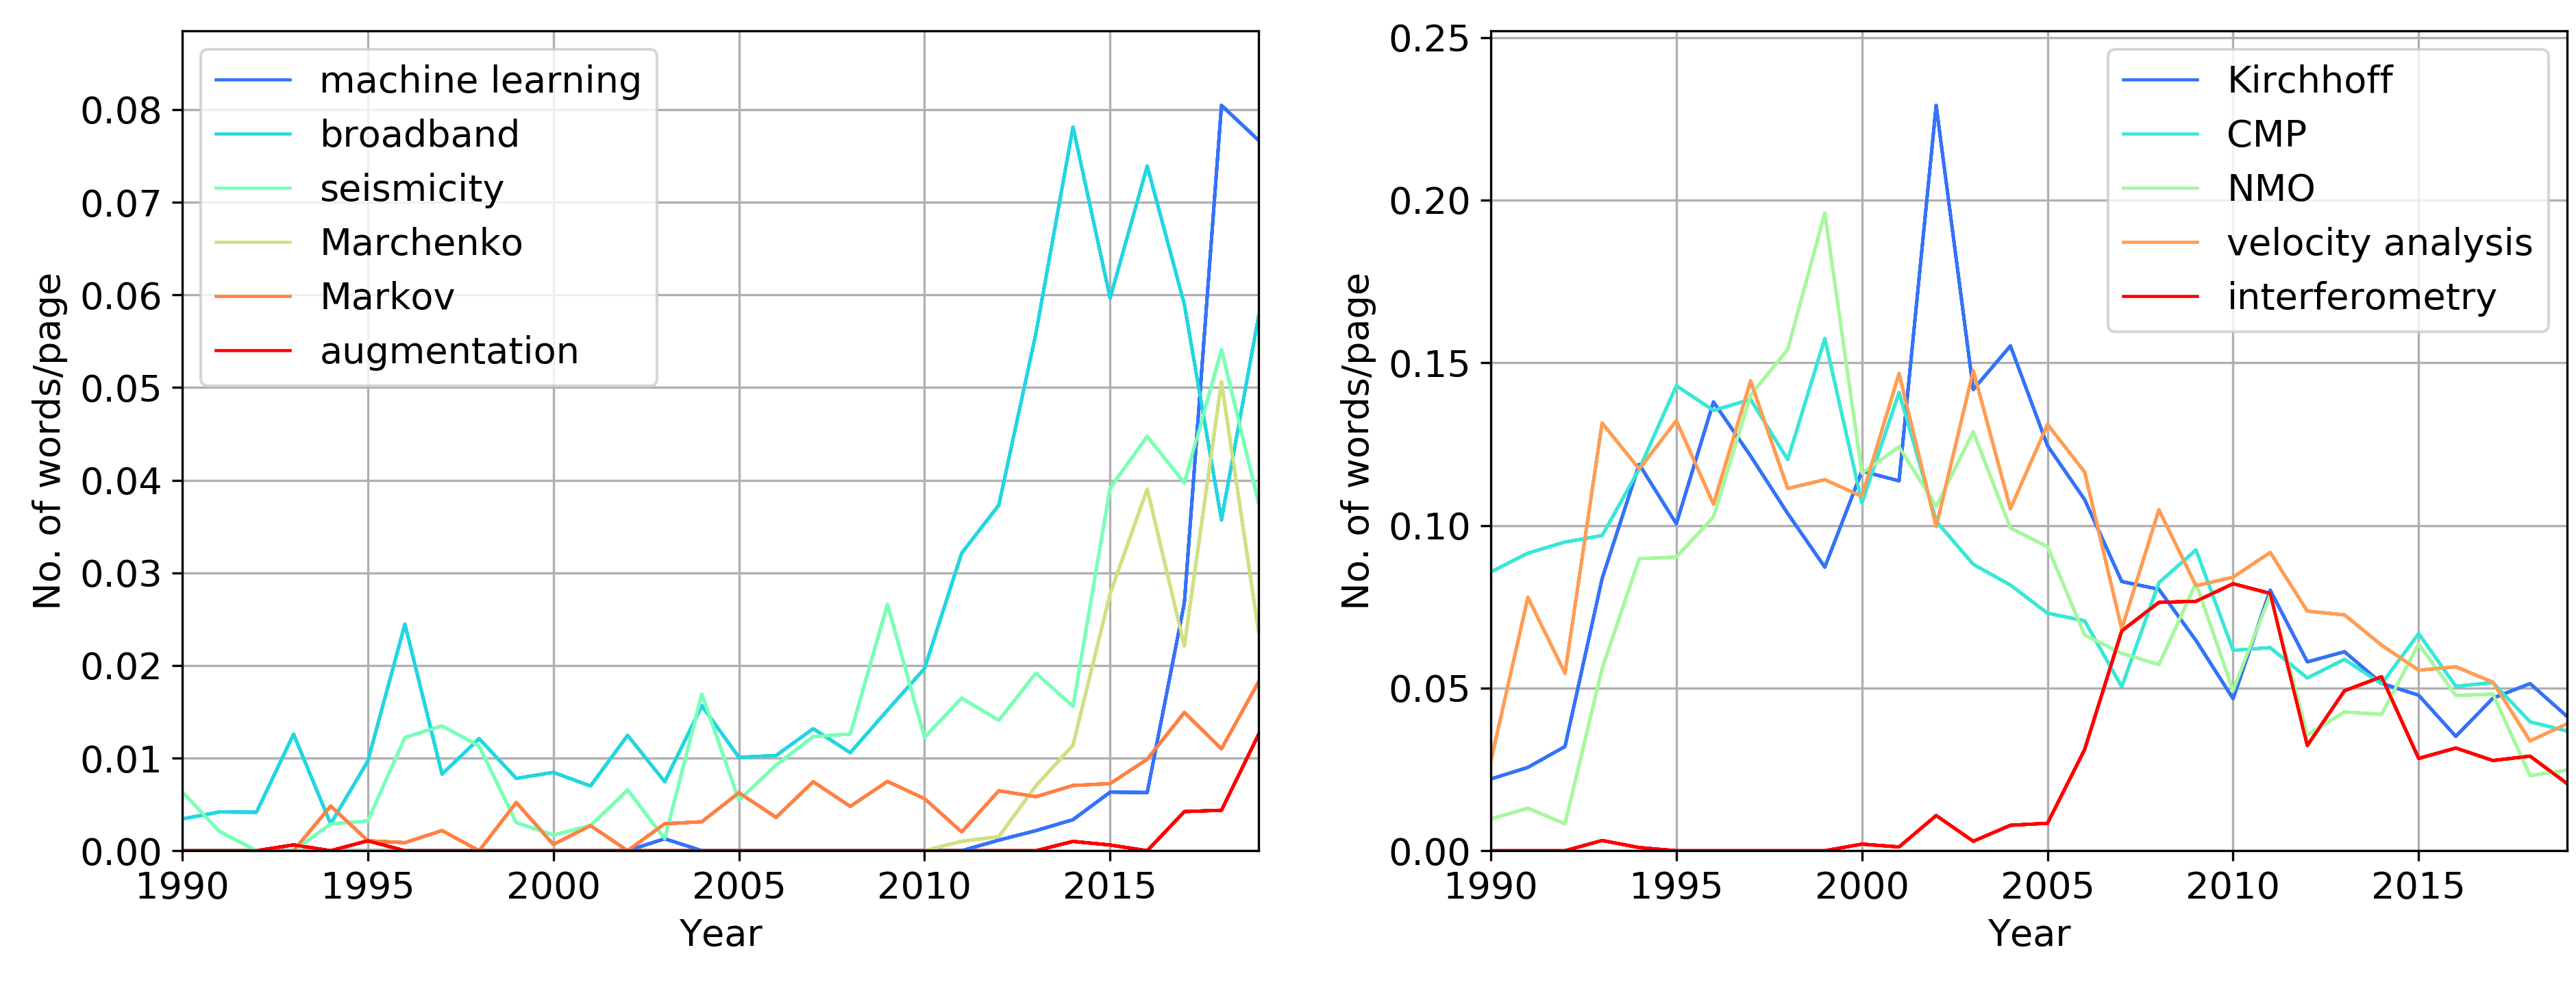 machine learning
broadband
seismicity
Marchenko
Markov
augmentation
0.08
0.07
0.06
0.05
0.04
0.03
0.02
0.01
0.00
No. of words/page
1990 1995 2000 2005 2010 2015
Year
Kirchhoff
CMP
NMO
velocity analysis
interferometry
0.25
0.20
0.15
0.10
0.05
0.00
No. of words/page
1990 1995 2000 2005 2010 2015
Year